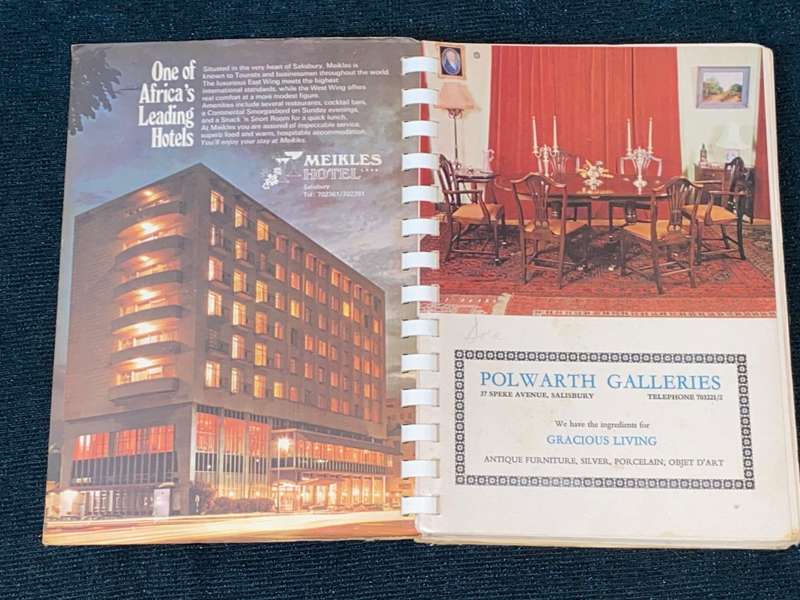 One of
Africa's
Leading
Hotels
Situated in the very heart of Salisbury, Meikles is
known to Tourists and businessmen throughout the world.
The luxurious East Wing meets the highest
international standards, while the West Wing offers
real comfort at a more modest figure.
Amenities include several restaurants, cocktail bars,
a Continental Smorgasbord on Sunday evenings,
and a Snack 'n Snort Room for a quick lunch.
At Meikles you are assured of impeccable service,
superb food and warm, hospitable accommodation.
You'll enjoy your stay at Meikles.
MEIKLES
HOTEL ****
Salisbury
Tel: 702361/702391
POLWARTH GALLERIES
37 SPEKE AVENUE, SALISBURY TELEPHONE 703221/2
We have the ingredients for
GRACIOUS LIVING
ANTIQUE FURNITURE, SILVER, PORCELAIN, OBJET D'ART